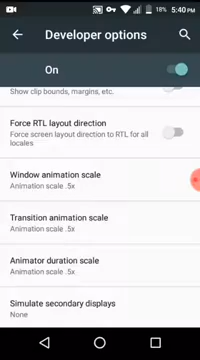 18% 5:40 PM
Developer options
On
Show clip bounds, margins, etc.
Force RTL layout direction
Force screen layout direction to RTL for all
locales
Window animation scale
Animation scale .5x
Transition animation scale
Animation scale .5x
Animator duration scale
Animation scale .5x
Simulate secondary displays
None